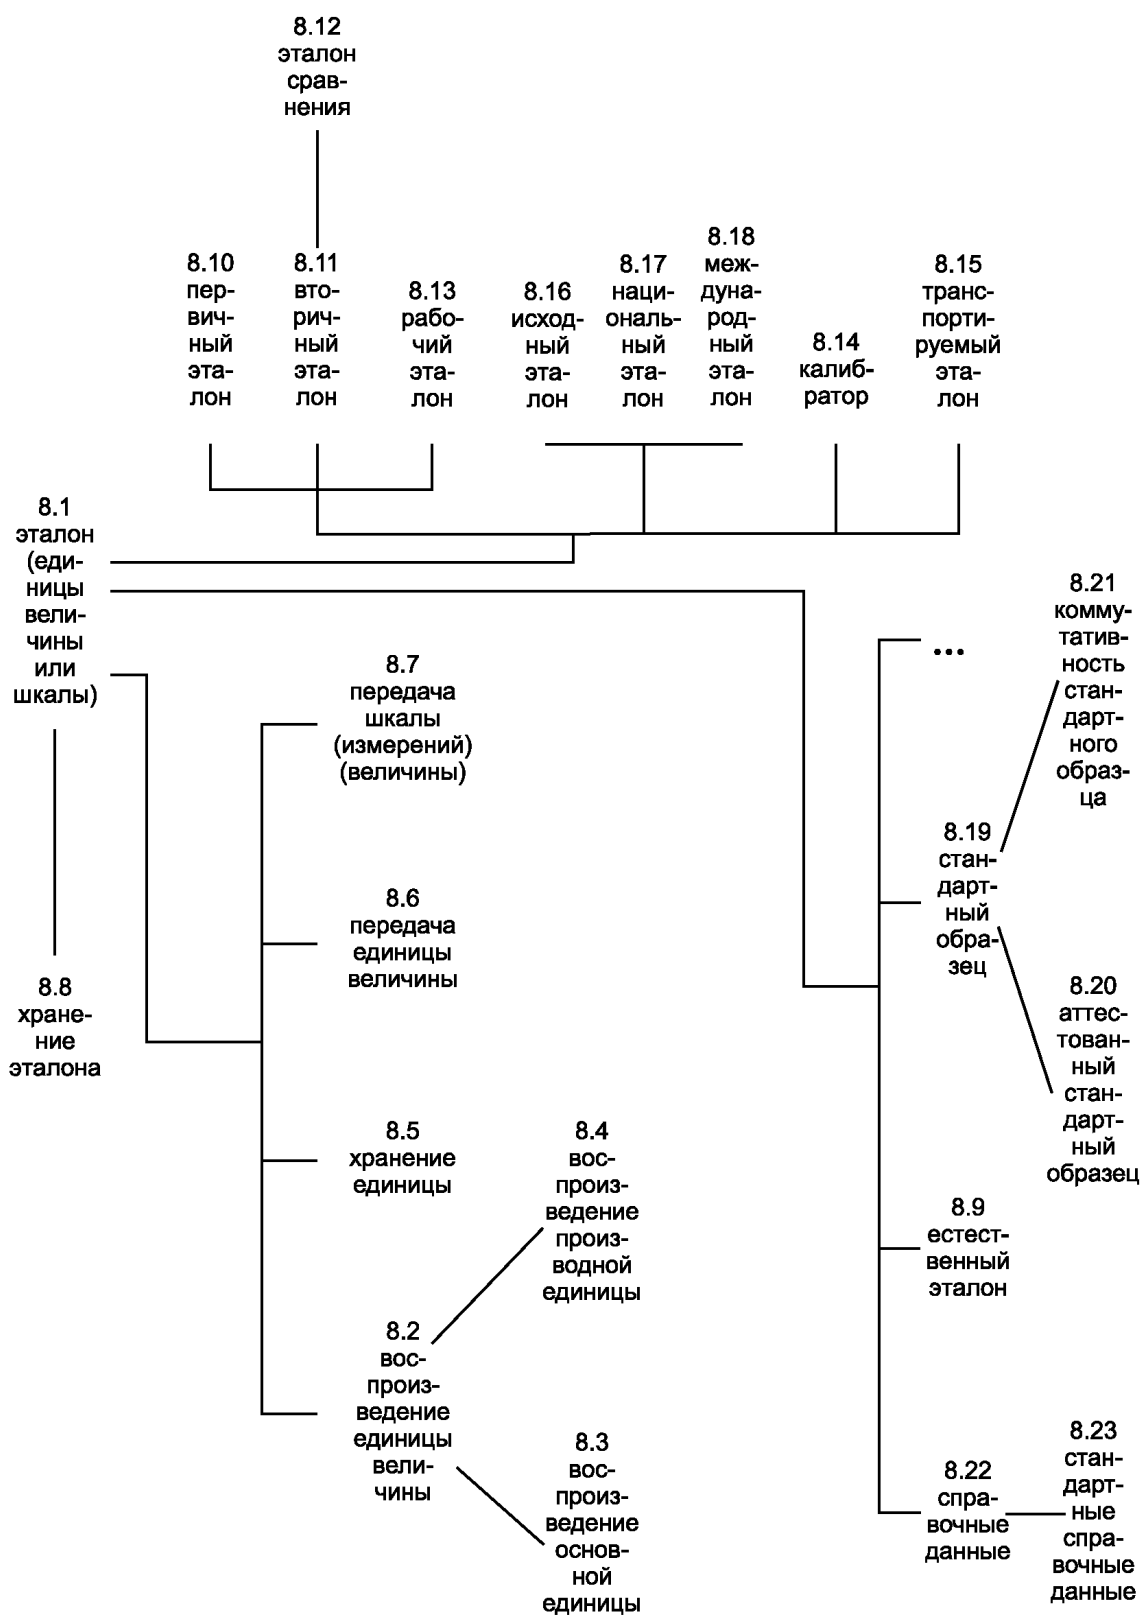 8.12
эталон
срав-
нения
8.10
пер-
вич-
ный
эта-
лон
8.11
вто-
рич-
ный
эта-
лон
8.13
рабо-
чий
эта-
лон
8.16
исход-
ный
эта-
лон
8.17
наци-
ональ-
ный
эта-
лон
8.18
меж-
дуна-
род-
ный
эта-
лон
8.14
калиб-
ратор
8.15
транс-
порти-
руемый
эта-
лон
8.1
эталон
(еди-
ницы
вели-
чины
или
шкалы)
8.7
передача
шкалы
(измерений)
(величины)
8.6
передача
единицы
величины
8.8
хране-
ние
эталона
8.5
хранение
единицы
8.4
вос-
произ-
ведение
произ-
водной
единицы
8.2
вос-
произ-
ведение
единицы
вели-
чины
8.3
вос-
произ-
ведение
основ-
ной
единицы
...
8.21
комму-
татив-
ность
стан-
дарт-
ного
образ-
ца
8.19
стан-
дарт-
ный
обра-
зец
8.20
аттес-
тован-
ный
стан-
дарт-
ный
образец
8.9
естест-
венный
эталон
8.22
спра-
вочные
данные
8.23
стан-
дарт-
ные
спра-
вочные
данные